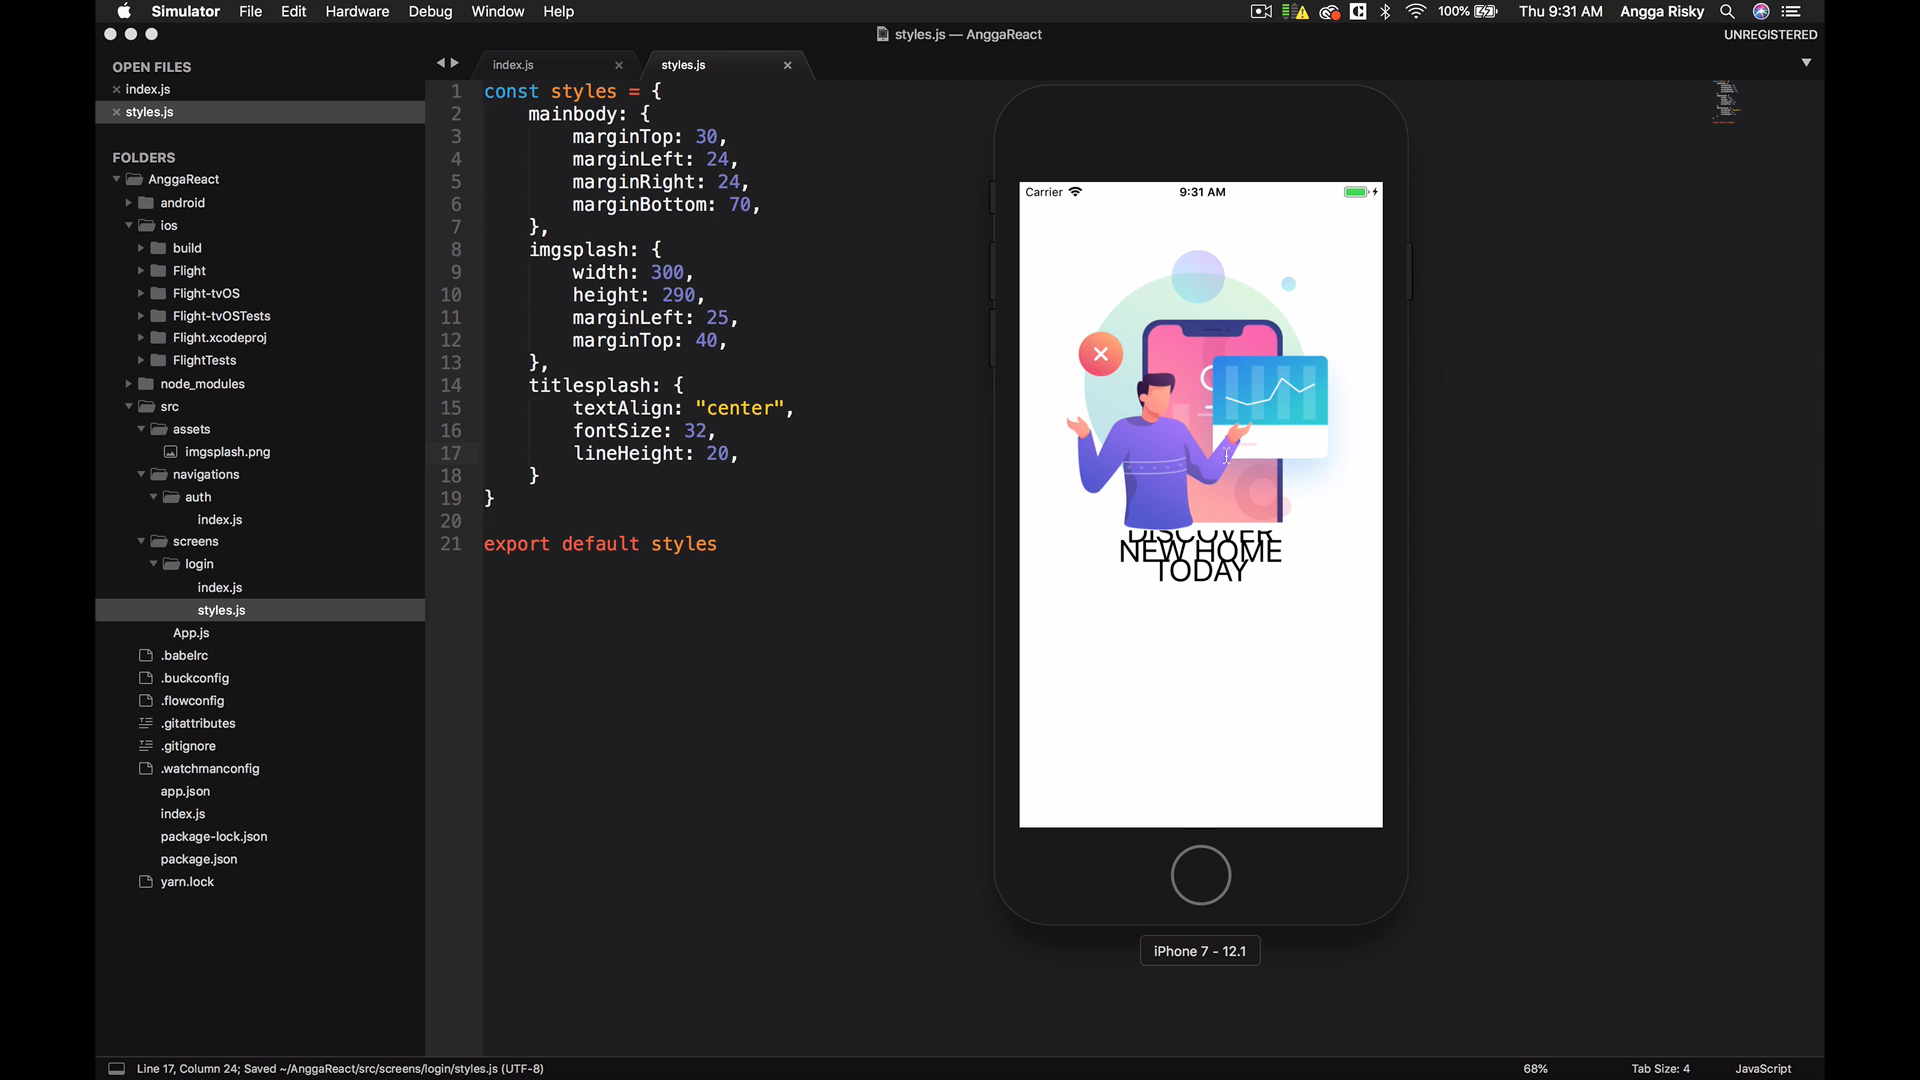 Simulator File Edit Hardware Debug Window Help
100% Thu 9:31 AM Angga Risky
styles.js — AnggaReact
UNREGISTERED
OPEN FILES
index.js
styles.js
FOLDERS
AnggaReact
android
ios
build
Flight
Flight-tvOS
Flight-tvOSTests
Flight.xcodeproj
FlightTests
node_modules
src
assets
imgsplash.png
navigations
auth
index.js
screens
login
index.js
styles.js
App.js
.babelrc
.buckconfig
.flowconfig
.gitattributes
.gitignore
.watchmanconfig
app.json
index.js
package-lock.json
package.json
yarn.lock
index.js
styles.js
1 const styles = {
2 mainbody: {
3 marginTop: 30,
4 marginLeft: 24,
5 marginRight: 24,
6 marginBottom: 70,
7 },
8 imgsplash: {
9 width: 300,
10 height: 290,
11 marginLeft: 25,
12 marginTop: 40,
13 },
14 titlesplash: {
15 textAlign: "center",
16 fontSize: 32,
17 lineHeight: 20,
18 }
19 }
20
21 export default styles
Carrier 9:31 AM
DISCOVER
NEW HOME
TODAY
iPhone 7 - 12.1
Line 17, Column 24; Saved ~/AnggaReact/src/screens/login/styles.js (UTF-8)
68% Tab Size: 4 JavaScript